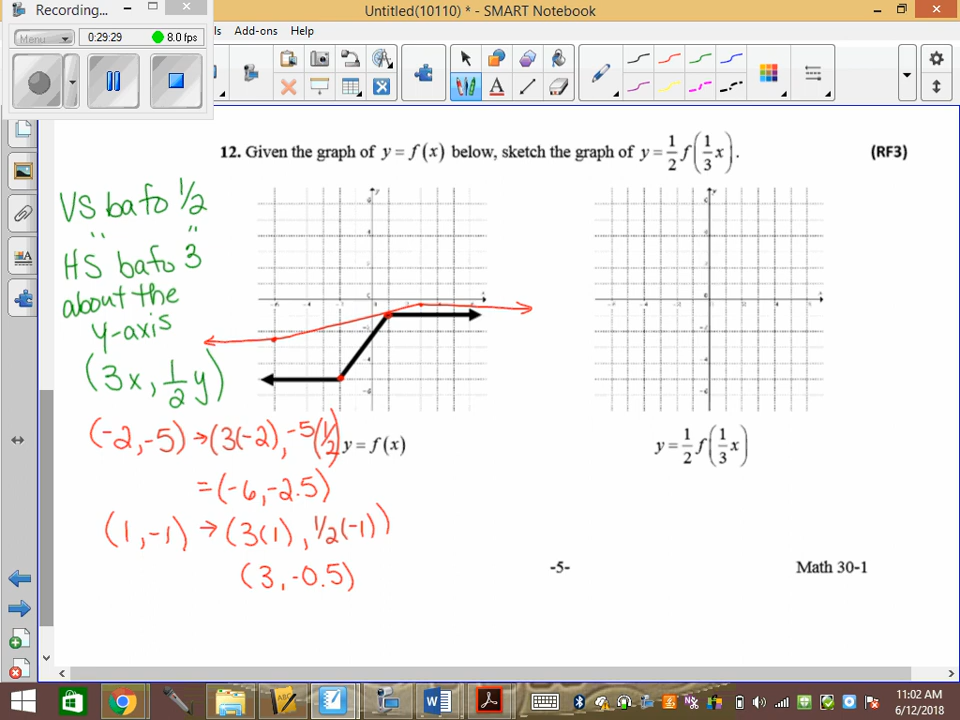 Recording...
Untitled(10110) * - SMART Notebook
Menu
0:29:29
8.0 fps
Add-ons
Help
12. Given the graph of y = f(x) below, sketch the graph of y = 1/2 f(1/3 x). (RF3)
VS bafo 1/2
" "
HS bafo 3
about the
y-axis
(3x, 1/2 y)
(-2,-5) → (3(-2), -5(1/2)
= (-6, -2.5)
(1, -1) → (3(1), 1/2(-1))
(3, -0.5)
y = f(x)
y = 1/2 f(1/3 x)
-5-
Math 30-1
11:02 AM
6/12/2018